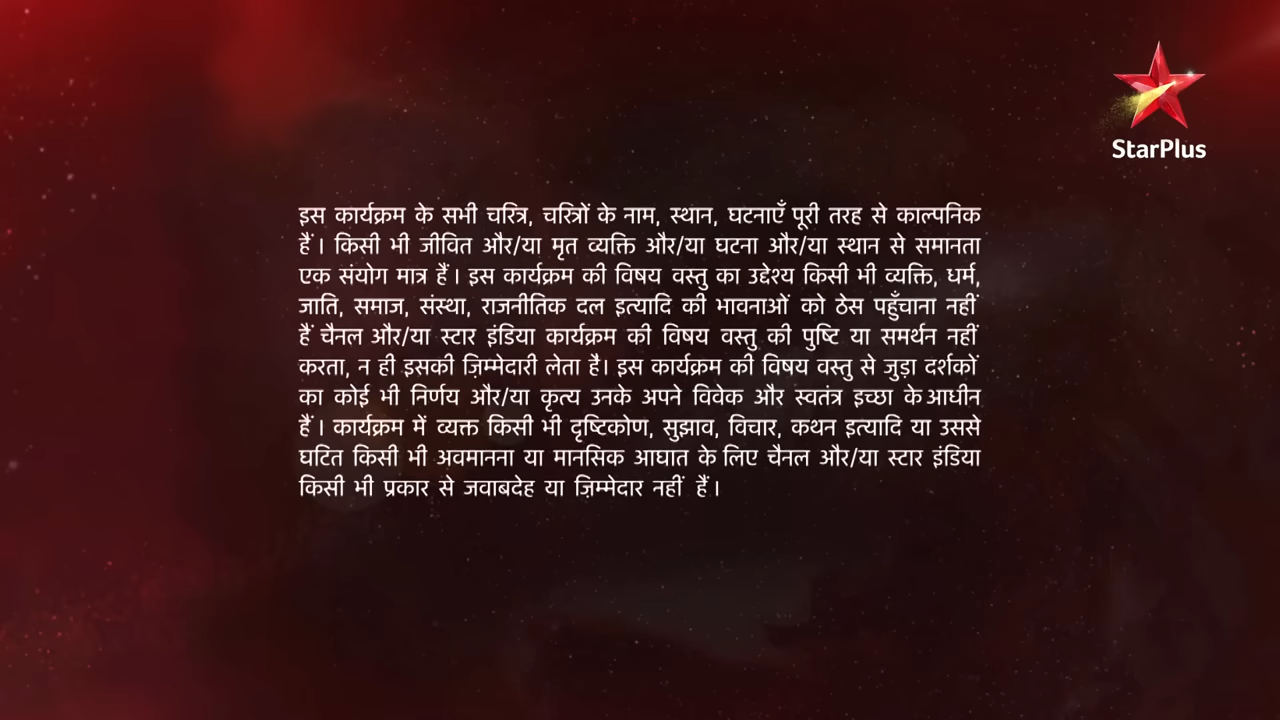 StarPlus
इस कार्यक्रम के सभी चरित्र, चरित्रों के नाम, स्थान, घटनाएँ पूरी तरह से काल्पनिक
हैं । किसी भी जीवित और/या मृत व्यक्ति और/या घटना और/या स्थान से समानता
एक संयोग मात्र हैं । इस कार्यक्रम की विषय वस्तु का उद्देश्य किसी भी व्यक्ति, धर्म,
जाति, समाज, संस्था, राजनीतिक दल इत्यादि की भावनाओं को ठेस पहुँचाना नहीं
हैं चैनल और/या स्टार इंडिया कार्यक्रम की विषय वस्तु की पुष्टि या समर्थन नहीं
करता, न ही इसकी ज़िम्मेदारी लेता है। इस कार्यक्रम की विषय वस्तु से जुड़ा दर्शकों
का कोई भी निर्णय और/या कृत्य उनके अपने विवेक और स्वतंत्र इच्छा के आधीन
हैं । कार्यक्रम में व्यक्त किसी भी दृष्टिकोण, सुझाव, विचार, कथन इत्यादि या उससे
घटित किसी भी अवमानना या मानसिक आघात के लिए चैनल और/या स्टार इंडिया
किसी भी प्रकार से जवाबदेह या ज़िम्मेदार नहीं हैं ।